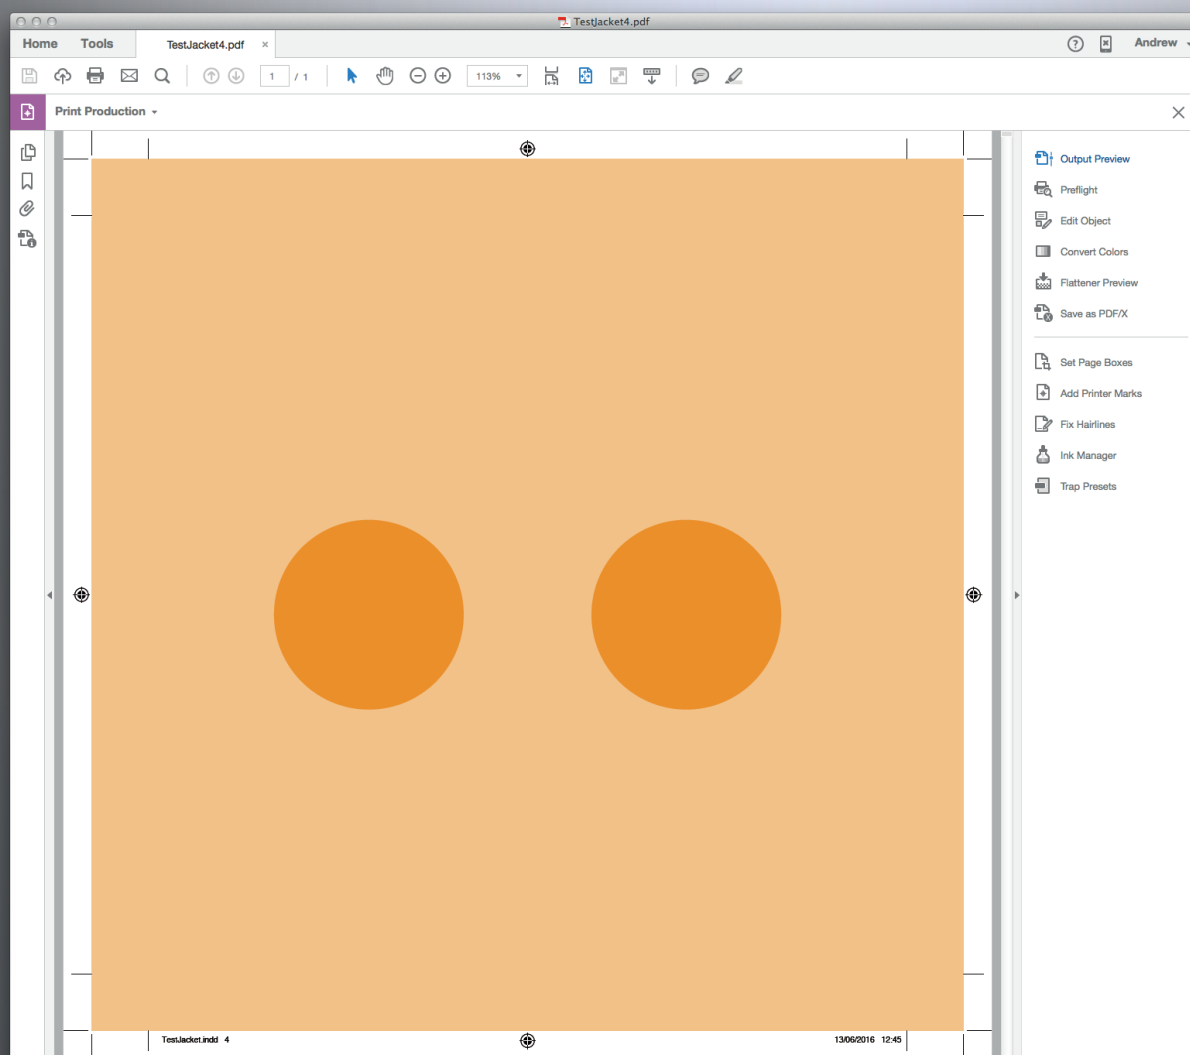 TestJacket4.pdf
Home Tools TestJacket4.pdf × Andrew
1 / 1 113%
Print Production
Output Preview
Preflight
Edit Object
Convert Colors
Flattener Preview
Save as PDF/X
Set Page Boxes
Add Printer Marks
Fix Hairlines
Ink Manager
Trap Presets
TestJacket.indd 4 13/06/2016 12:45